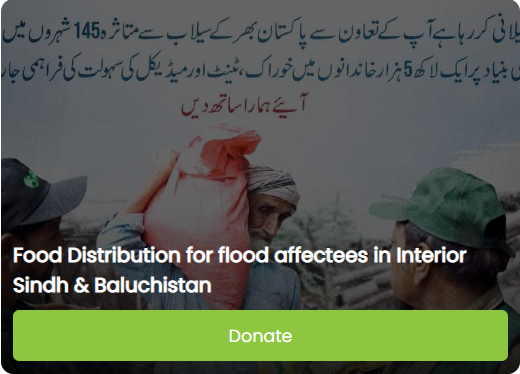 یلانی کر رہا ہے آپ کے تعاون سے پاکستان بھر کے سیلاب سے متاثرہ 145 شہروں میں
بنیاد پر ایک لاکھ 5 ہزار خاندانوں میں خوراک، ٹینٹ اور میڈیکل کی سہولت کی فراہمی جار
آیئے ہمارا ساتھ دیں
Food Distribution for flood affectees in Interior
Sindh & Baluchistan
Donate